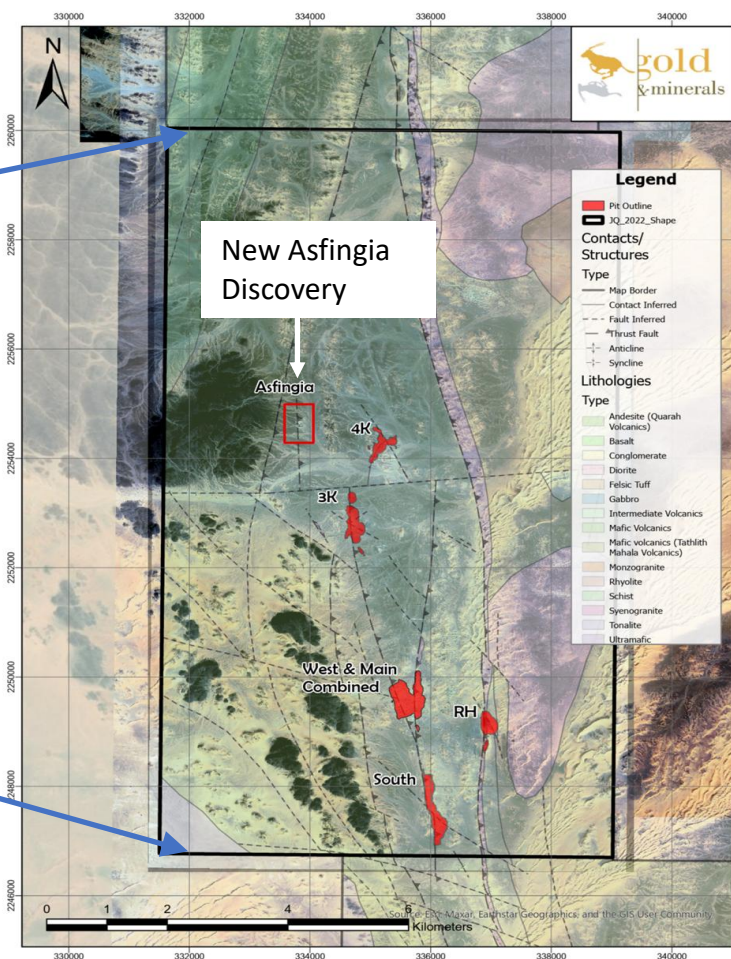 330000 332000 334000 336000 338000 340000
N
gold
&minerals
2260000
2258000
2256000
2254000
2250000
2250000
2248000
2246000
New Asfingia
Discovery
Asfingia
4K
3K
West & Main
Combined
RH
South
Legend
Pit Outline
JQ_2022_Shape
Contacts/
Structures
Type
Map Border
Contact Inferred
Fault Inferred
Thrust Fault
Anticline
Syncline
Lithologies
Type
Andesite (Quarah
Volcanics)
Basalt
Conglomerate
Diorite
Felsic Tuff
Gabbro
Intermediate Volcanics
Mafic Volcanics
Mafic volcanics (Tathlith
Mahala Volcanics)
Monzogranite
Rhyolite
Schist
Syenogranite
Tonalite
Ultramafic
0 1 2 4 6
Kilometers
Source: Esri, Maxar, Earthstar Geographics, and the GIS User Community
330000 332000 334000 336000 338000 340000